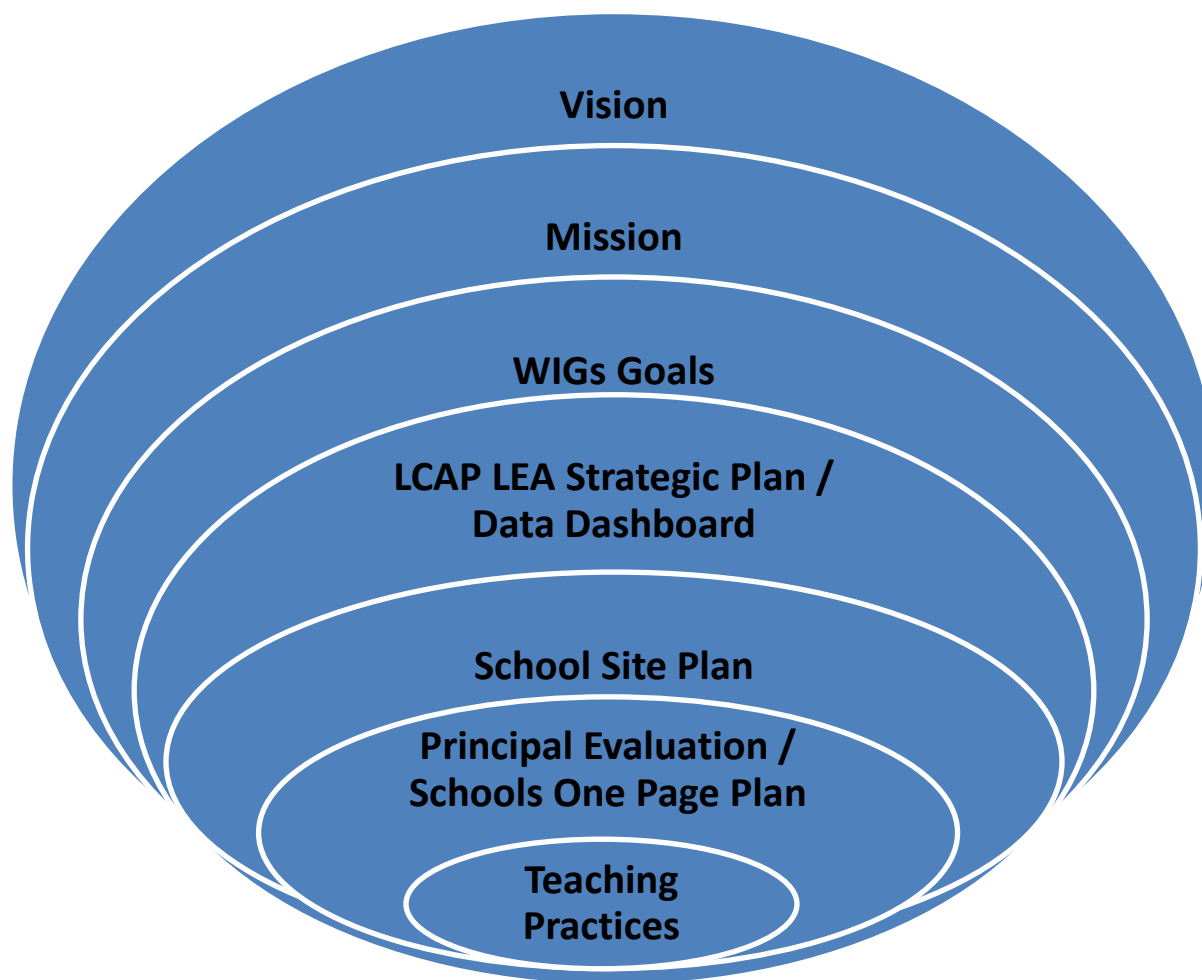 Vision
Mission
WIGs Goals
LCAP LEA Strategic Plan /
Data Dashboard
School Site Plan
Principal Evaluation /
Schools One Page Plan
Teaching
Practices